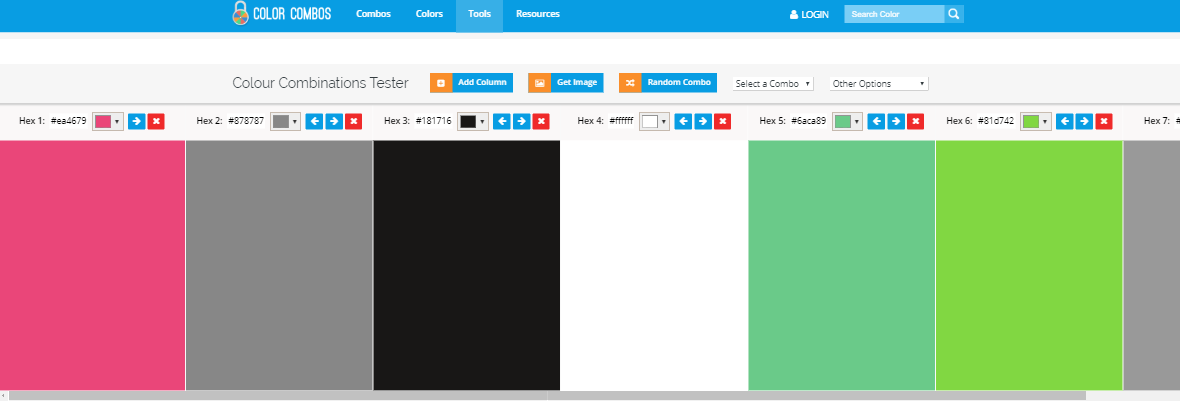 COLOR COMBOS Combos Colors Tools Resources LOGIN Search Color
Colour Combinations Tester Add Column Get Image Random Combo Select a Combo Other Options
Hex 1: #ea4679 Hex 2: #878787 Hex 3: #181716 Hex 4: #ffffff Hex 5: #6aca89 Hex 6: #81d742 Hex 7: #